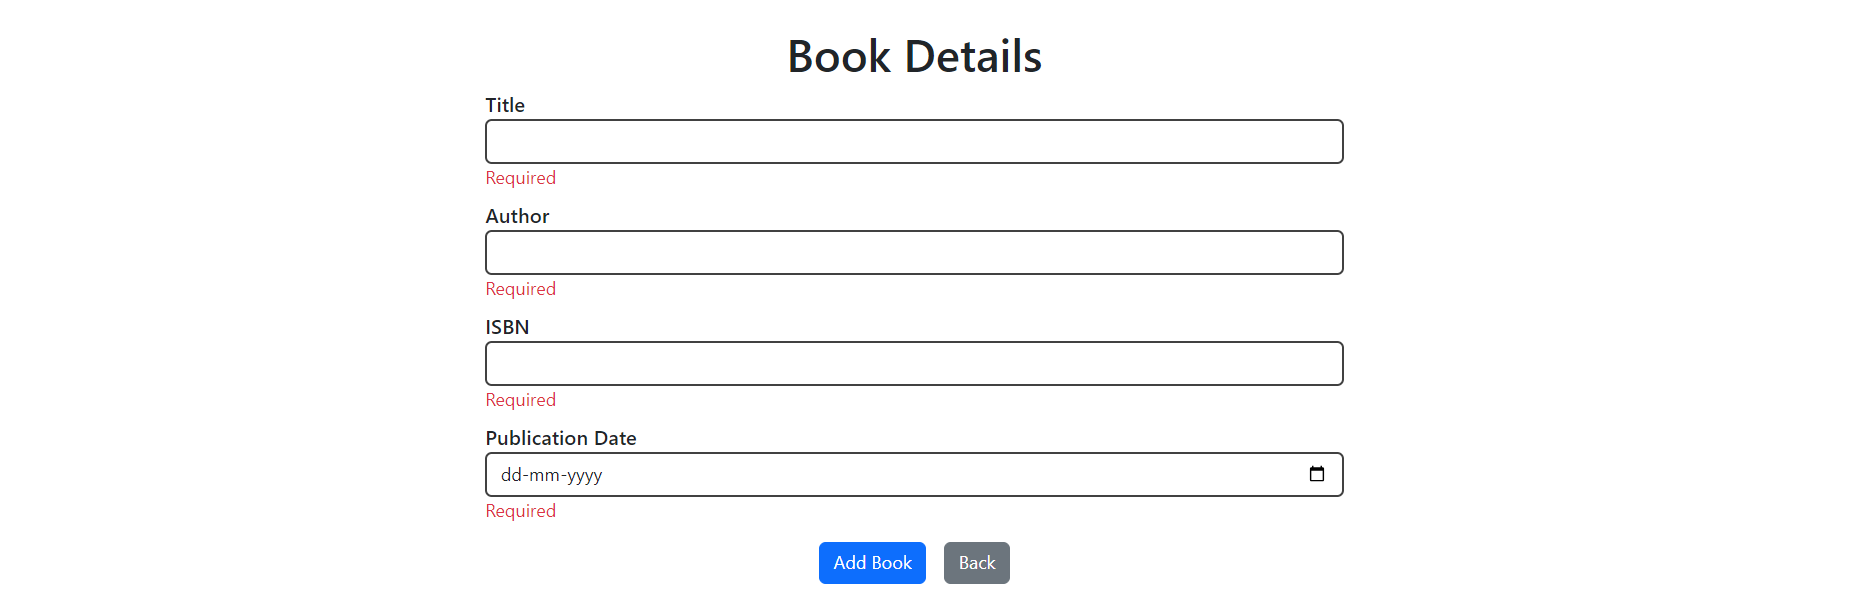 Book Details
Title
Required
Author
Required
ISBN
Required
Publication Date
dd-mm-yyyy
Required
Add Book Back